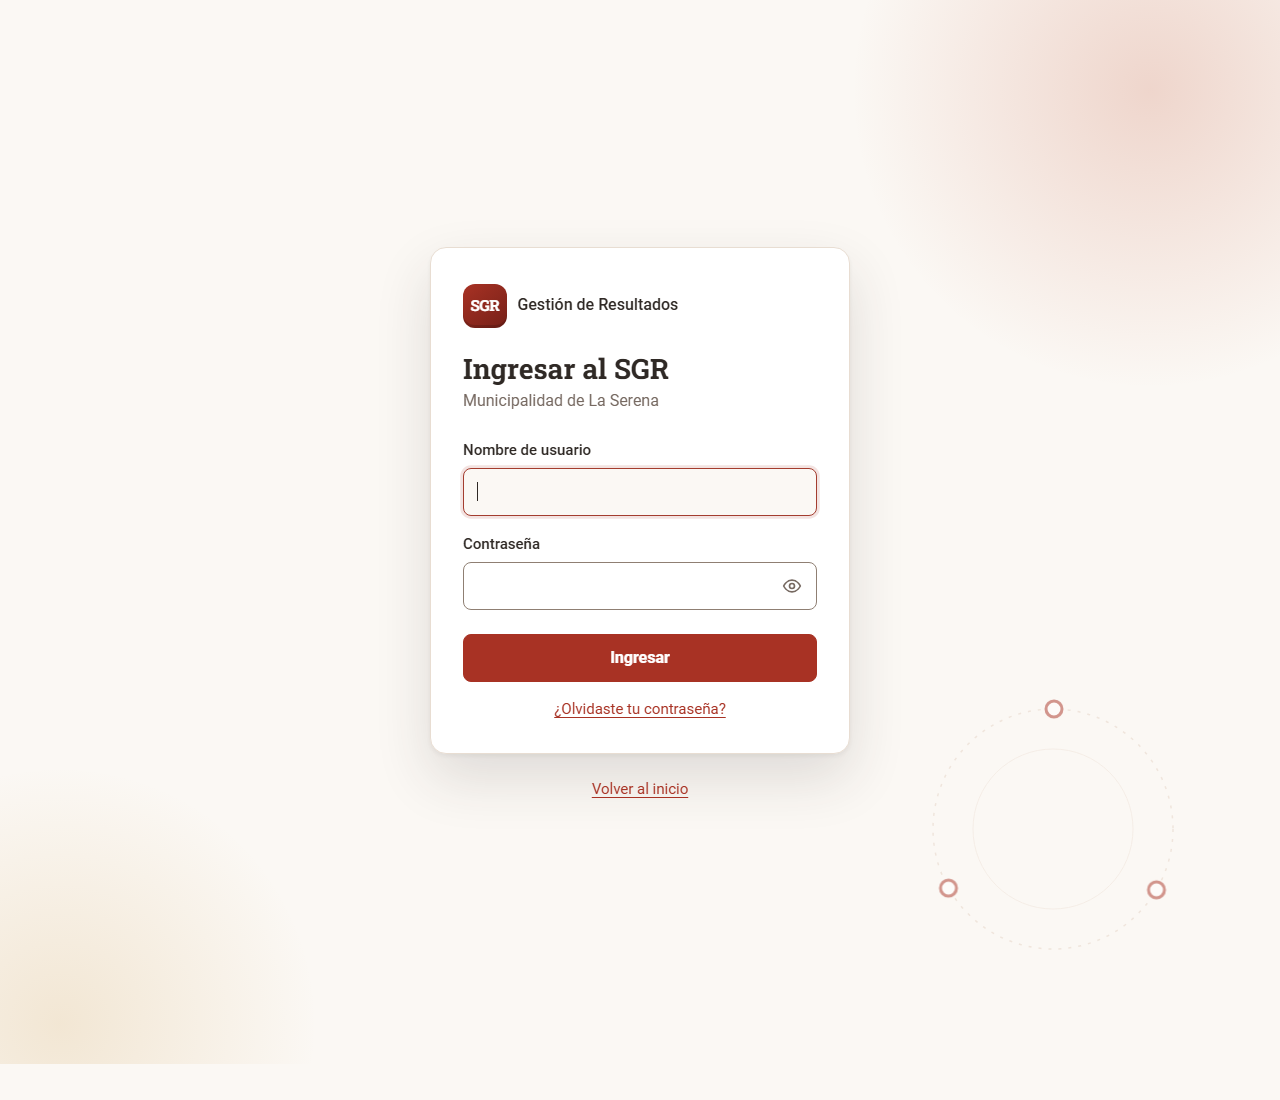 SGR
Gestión de Resultados
Ingresar al SGR
Municipalidad de La Serena
Nombre de usuario
Contraseña
Ingresar
¿Olvidaste tu contraseña?
Volver al inicio